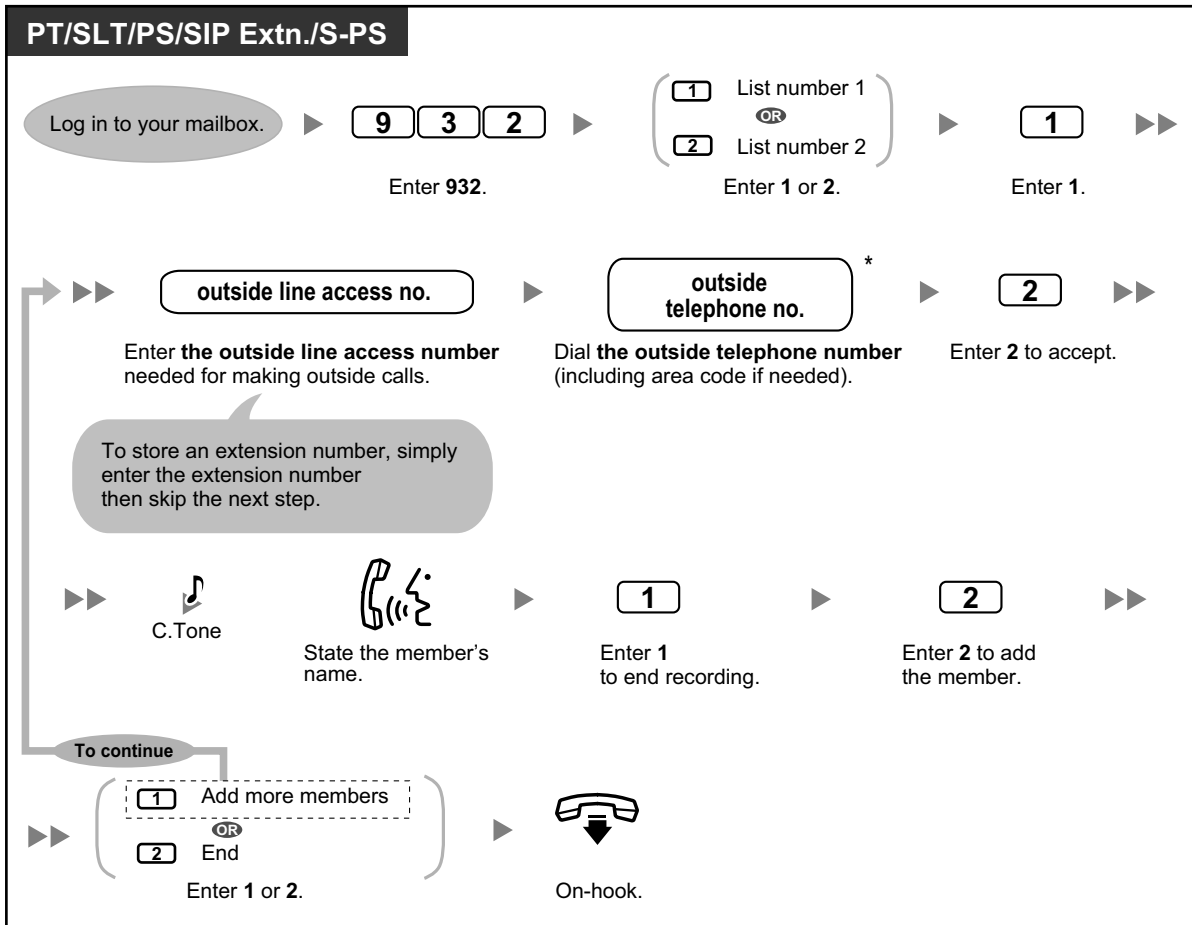 PT/SLT/PS/SIP Extn./S-PS
Log in to your mailbox.
9 3 2
Enter 932.
1 List number 1
OR
2 List number 2
Enter 1 or 2.
1
Enter 1.
outside line access no.
Enter the outside line access number
needed for making outside calls.
To store an extension number, simply
enter the extension number
then skip the next step.
outside
telephone no.
*
Dial the outside telephone number
(including area code if needed).
2
Enter 2 to accept.
C.Tone
State the member's
name.
1
Enter 1
to end recording.
2
Enter 2 to add
the member.
To continue
1 Add more members
OR
2 End
Enter 1 or 2.
On-hook.